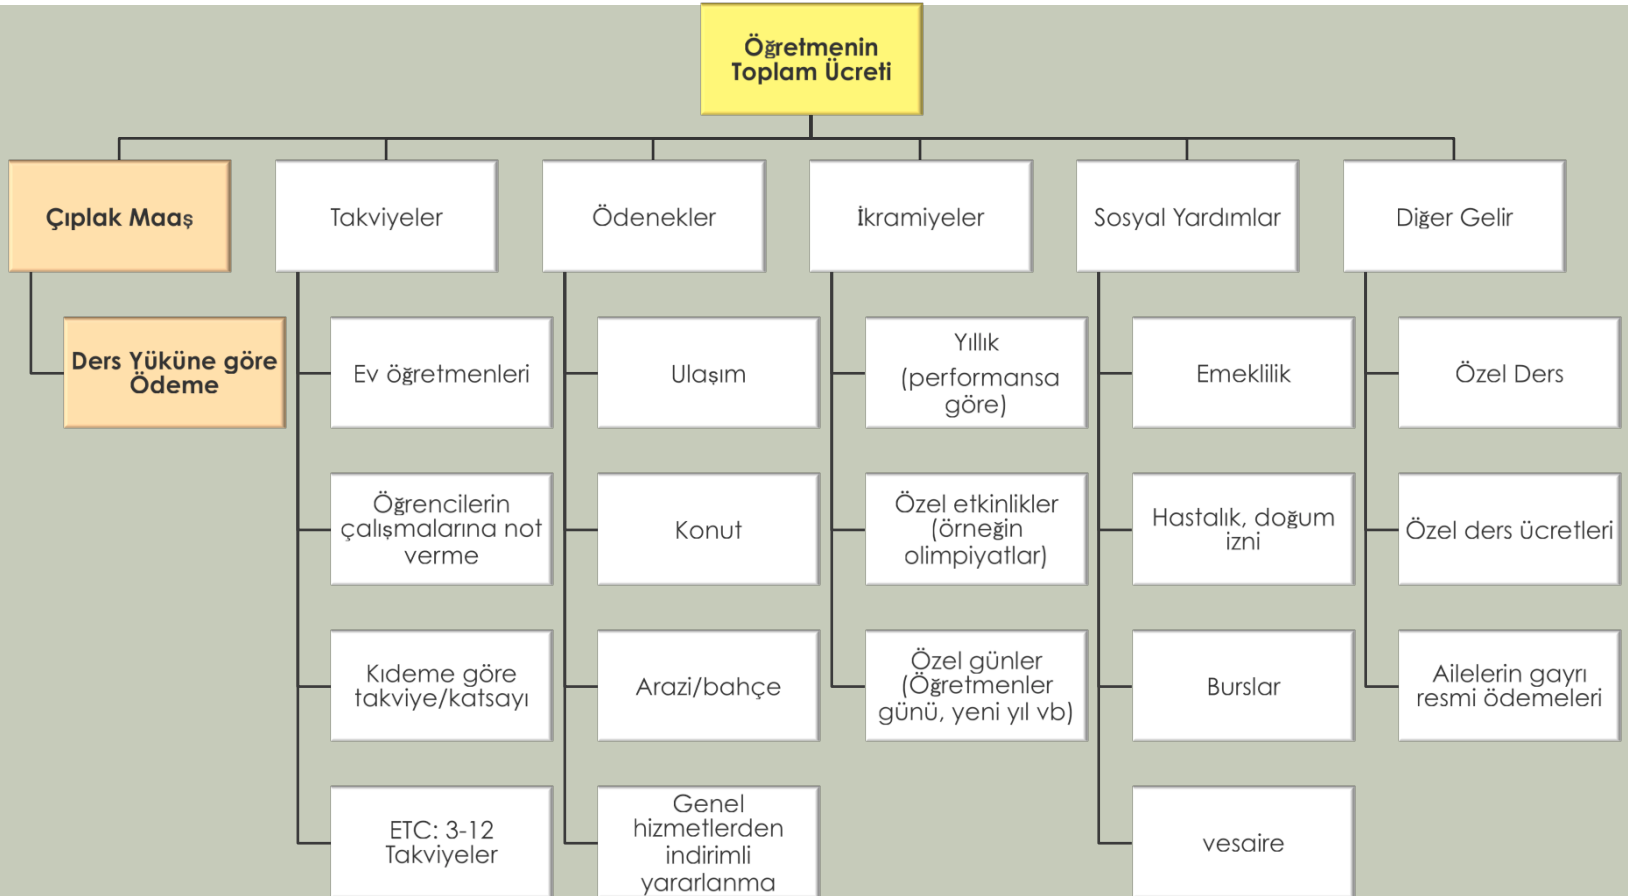 Öğretmenin
Toplam Ücreti
Çıplak Maaş
Takviyeler
Ödenekler
İkramiyeler
Sosyal Yardımlar
Diğer Gelir
Ders Yüküne göre
Ödeme
Ev öğretmenleri
Ulaşım
Yıllık
(performansa
göre)
Emeklilik
Özel Ders
Öğrencilerin
çalışmalarına not
verme
Konut
Özel etkinlikler
(örneğin
olimpiyatlar)
Hastalık, doğum
izni
Özel ders ücretleri
Kıdeme göre
takviye/katsayı
Arazi/bahçe
Özel günler
(Öğretmenler
günü, yeni yıl vb)
Burslar
Ailelerin gayrı
resmi ödemeleri
ETC: 3-12
Takviyeler
Genel
hizmetlerden
indirimli
yararlanma
vesaire